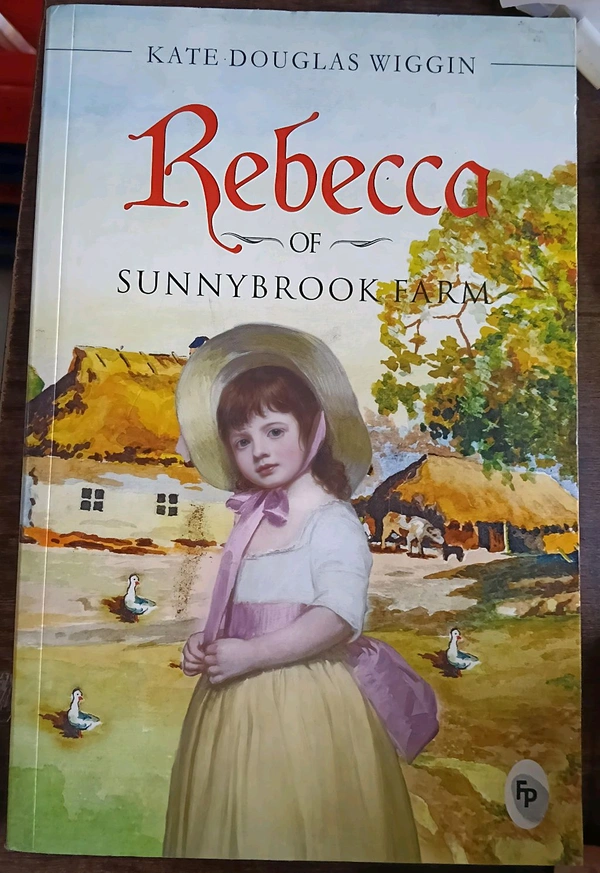 KATE DOUGLAS WIGGIN
Rebecca
OF
SUNNYBROOK FARM
FP